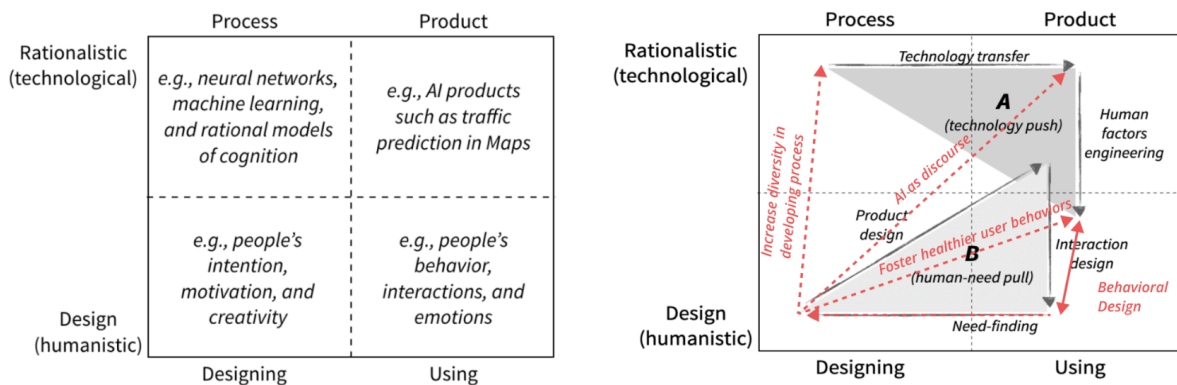 Process
Product
Rationalistic
(technological)
e.g., neural networks,
machine learning,
and rational models
of cognition
e.g., AI products
such as traffic
prediction in Maps
e.g., people's
intention,
motivation, and
creativity
e.g., people's
behavior,
interactions, and
emotions
Design
(humanistic)
Designing
Using
Process
Product
Rationalistic
(technological)
Technology transfer
A
(technology push)
Human
factors
engineering
Increase diversity in
developing process
AI as discourse
Product
design
Foster healthier user behaviors
B
(human-need pull)
Interaction
design
Behavioral
Design
Need-finding
Design
(humanistic)
Designing
Using